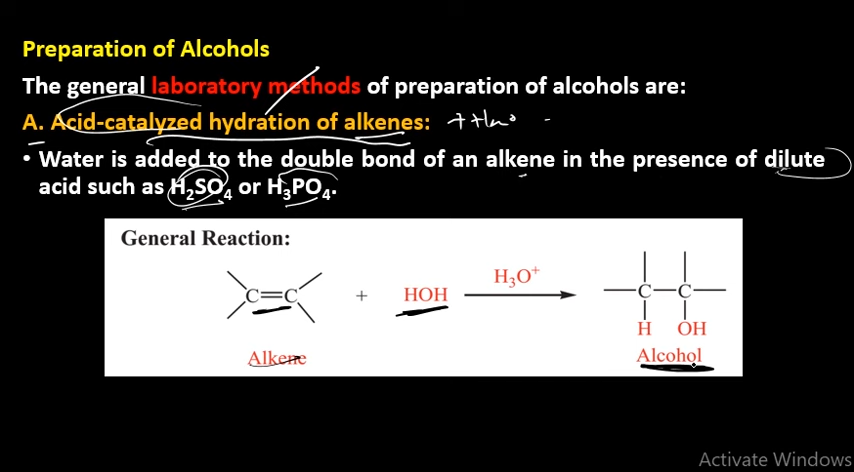 Preparation of Alcohols
The general laboratory methods of preparation of alcohols are:
A. Acid-catalyzed hydration of alkenes:
• Water is added to the double bond of an alkene in the presence of dilute
acid such as H₂SO₄ or H₃PO₄.
General Reaction:
C=C + HOH H₃O⁺ C—C
H OH
Alkene Alcohol
Activate Windows